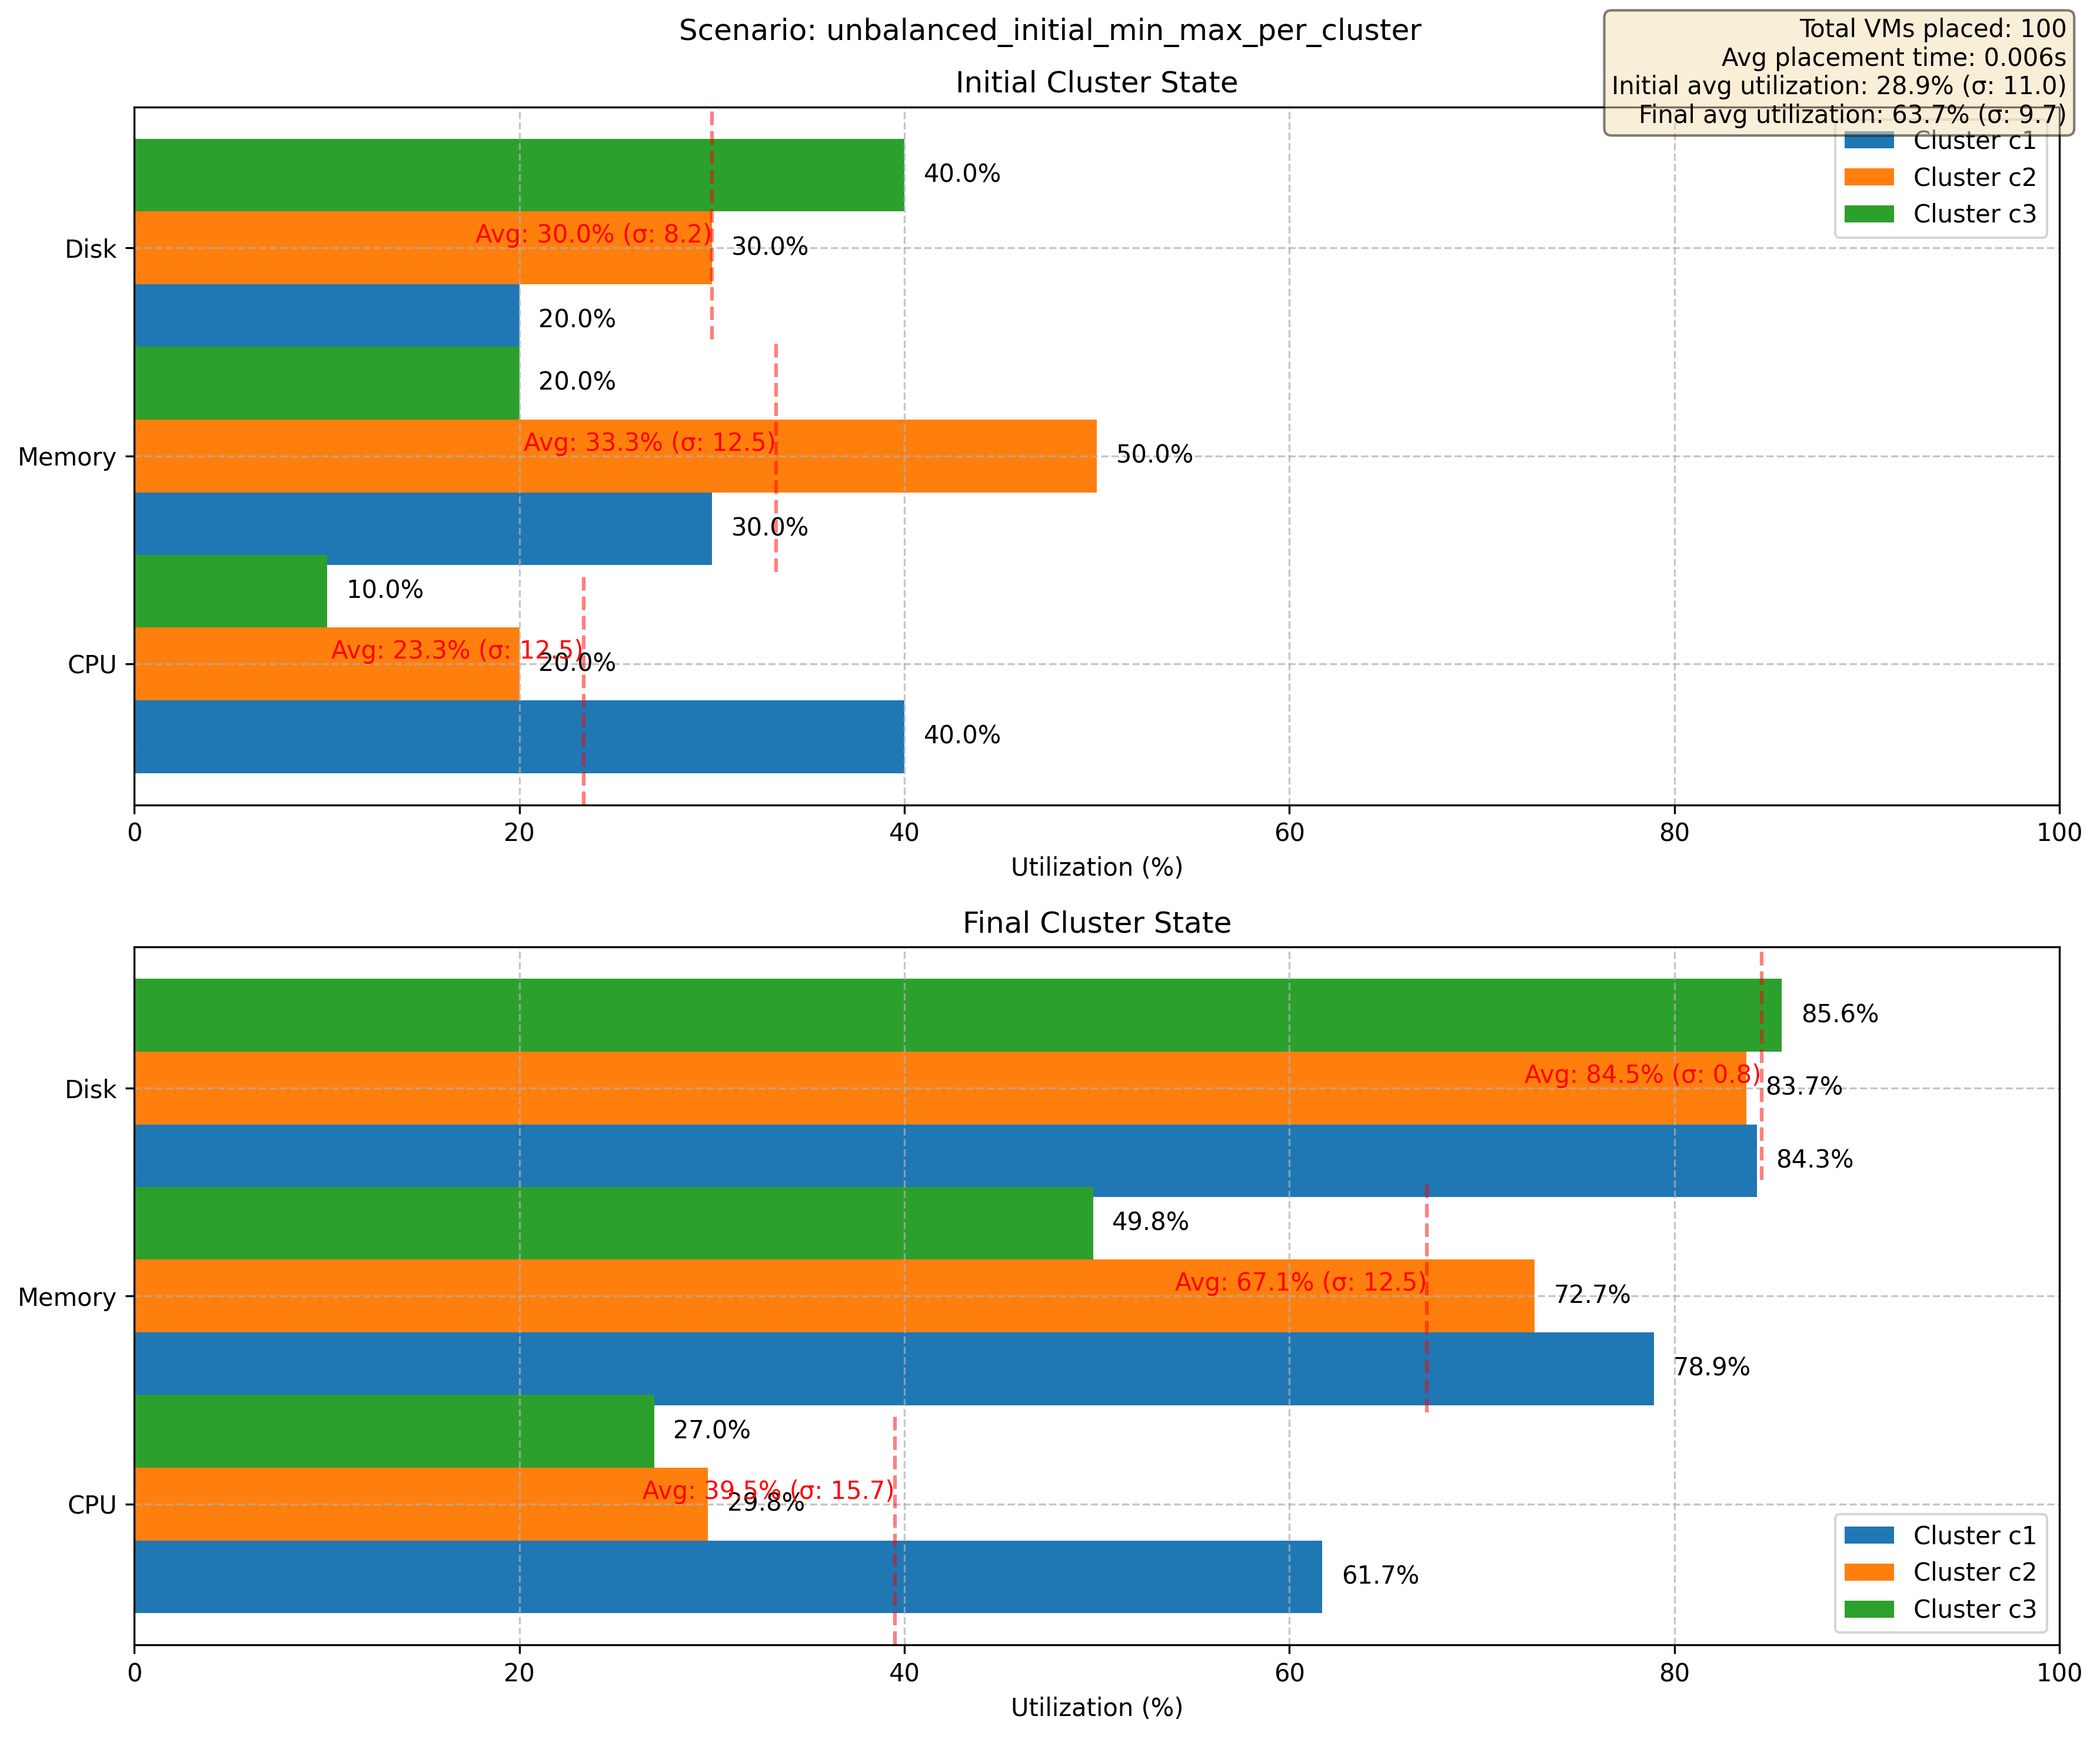 Scenario: unbalanced_initial_min_max_per_cluster
Total VMs placed: 100
Avg placement time: 0.006s
Initial avg utilization: 28.9% (σ: 11.0)
Final avg utilization: 63.7% (σ: 9.7)
Initial Cluster State
Cluster c1
Cluster c2
Cluster c3
40.0%
Avg: 30.0% (σ: 8.2)
Disk
30.0%
20.0%
20.0%
Avg: 33.3% (σ: 12.5)
Memory
50.0%
30.0%
10.0%
Avg: 23.3% (σ: 12.5)
CPU
20.0%
40.0%
0 20 40 60 80 100
Utilization (%)
Final Cluster State
85.6%
Avg: 84.5% (σ: 0.8)
Disk
83.7%
84.3%
49.8%
Avg: 67.1% (σ: 12.5)
Memory
72.7%
78.9%
27.0%
Avg: 39.5% (σ: 15.7)
CPU
29.8%
61.7%
Cluster c1
Cluster c2
Cluster c3
0 20 40 60 80 100
Utilization (%)